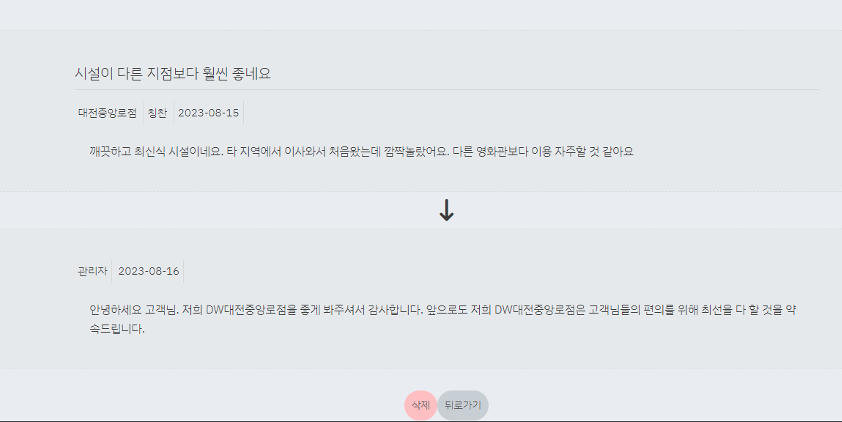 시설이 다른 지점보다 훨씬 좋네요
대전중앙로점 칭찬 2023-08-15
깨끗하고 최신식 시설이네요. 타 지역에서 이사와서 처음왔는데 깜짝놀랐어요. 다른 영화관보다 이용 자주할 것 같아요
관리자 2023-08-16
안녕하세요 고객님. 저희 DW대전중앙로점을 좋게 봐주셔서 감사합니다. 앞으로도 저희 DW대전중앙로점은 고객님들의 편의를 위해 최선을 다 할 것을 약
속드립니다.
삭제 뒤로가기